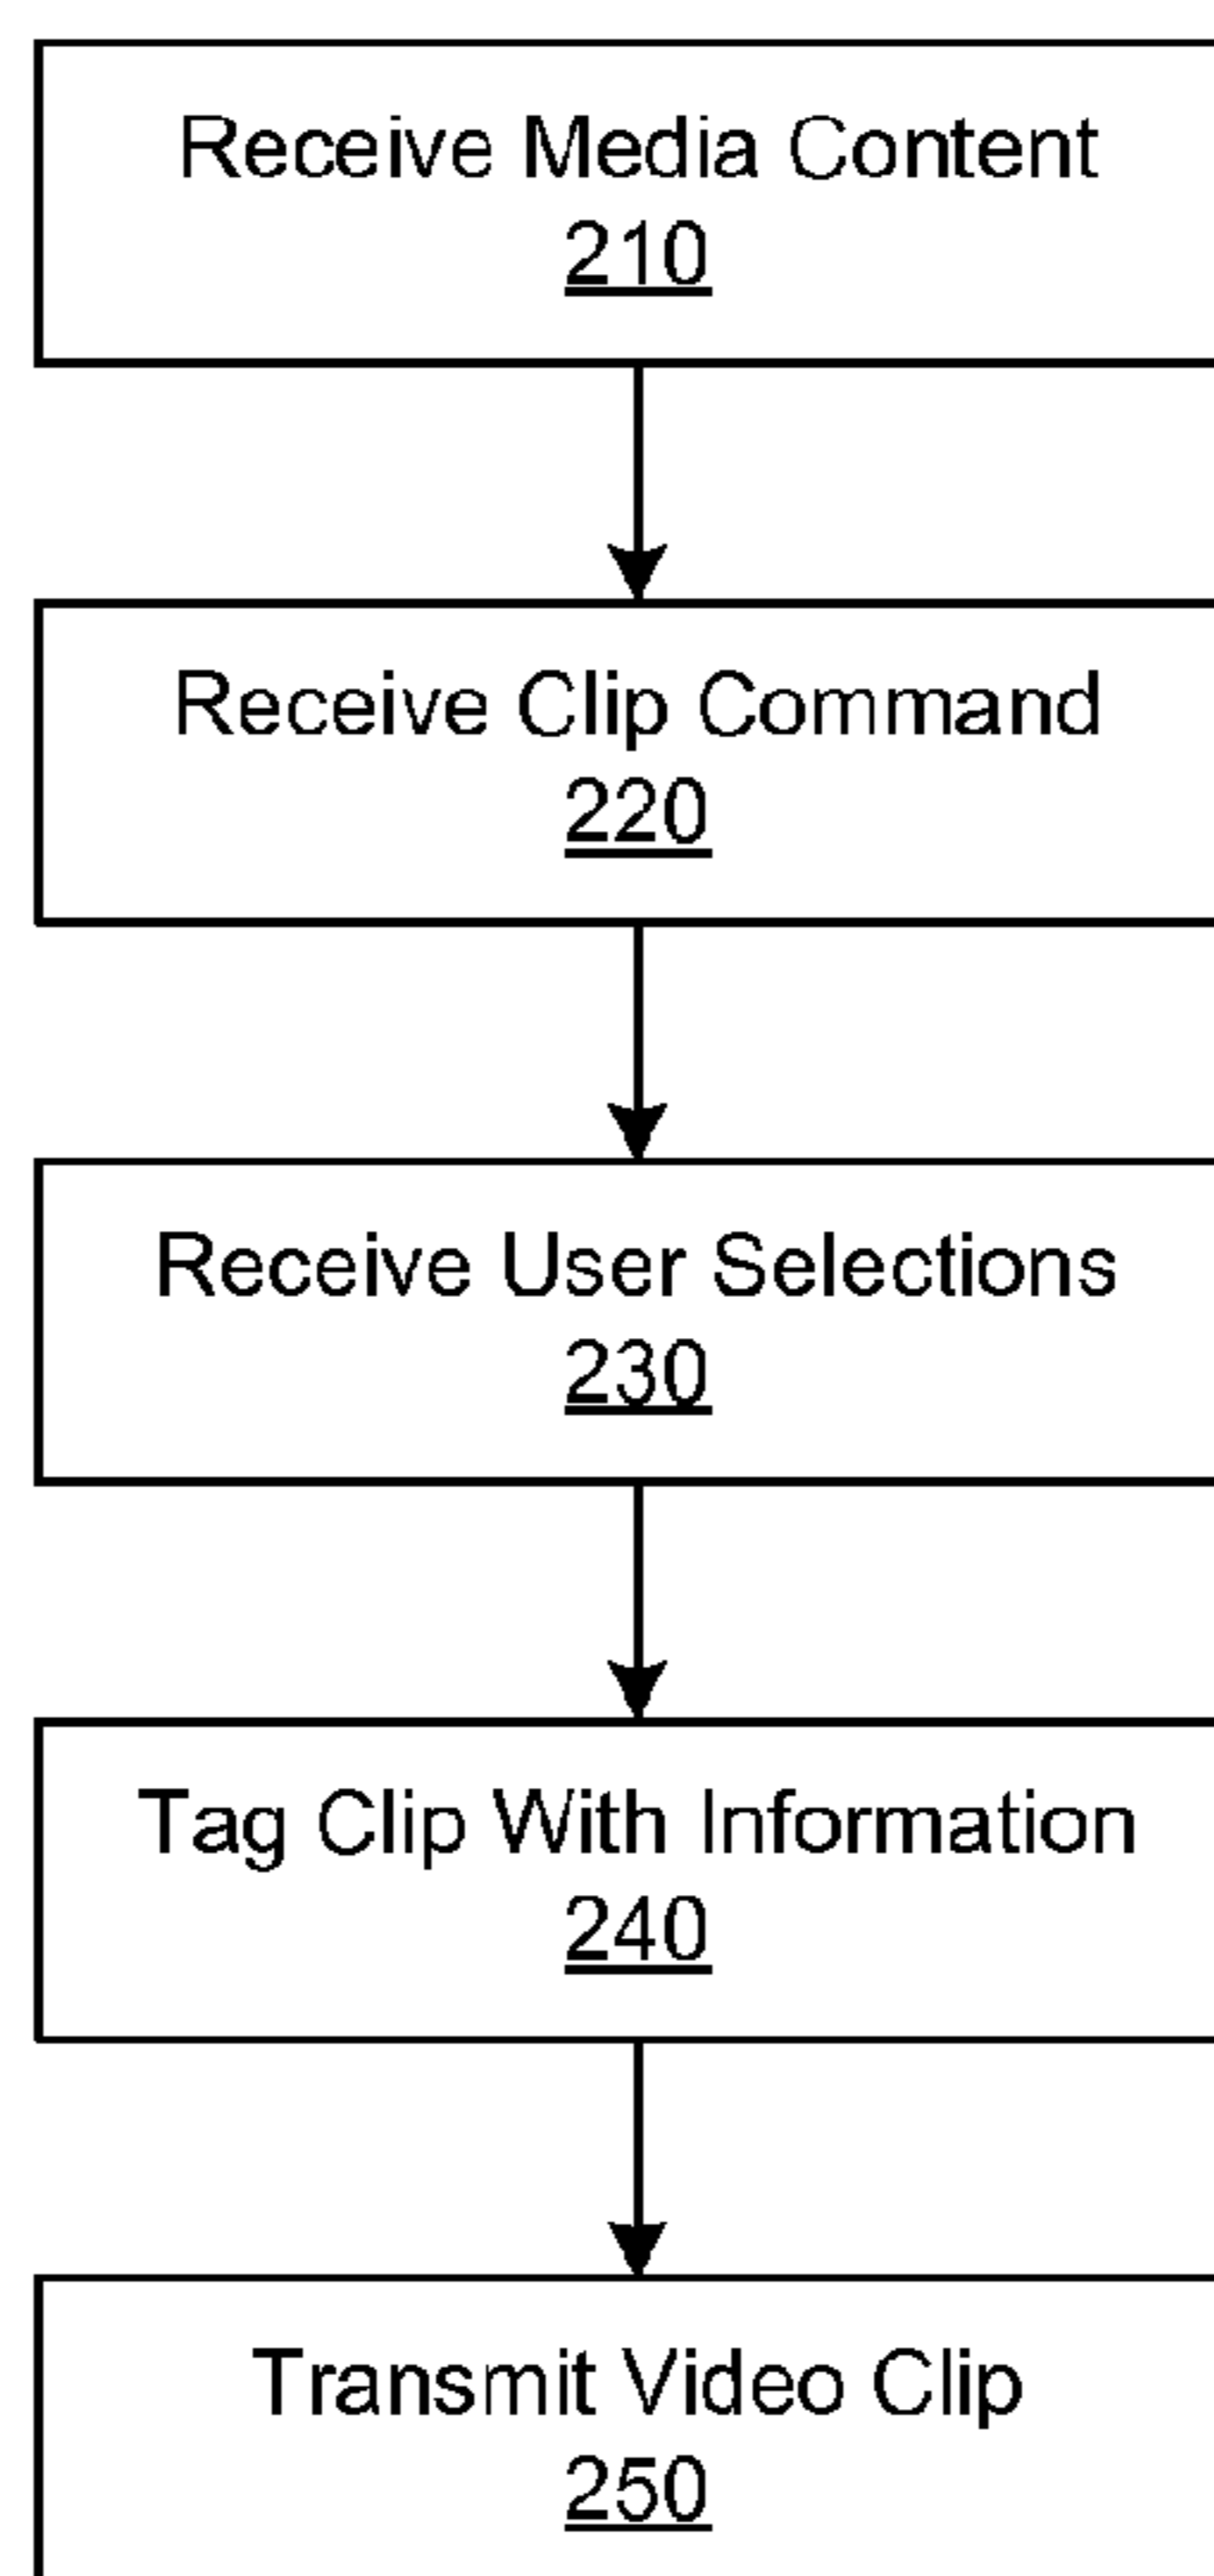 Receive Media Content
210
Receive Clip Command
220
Receive User Selections
230
Tag Clip With Information
240
Transmit Video Clip
250